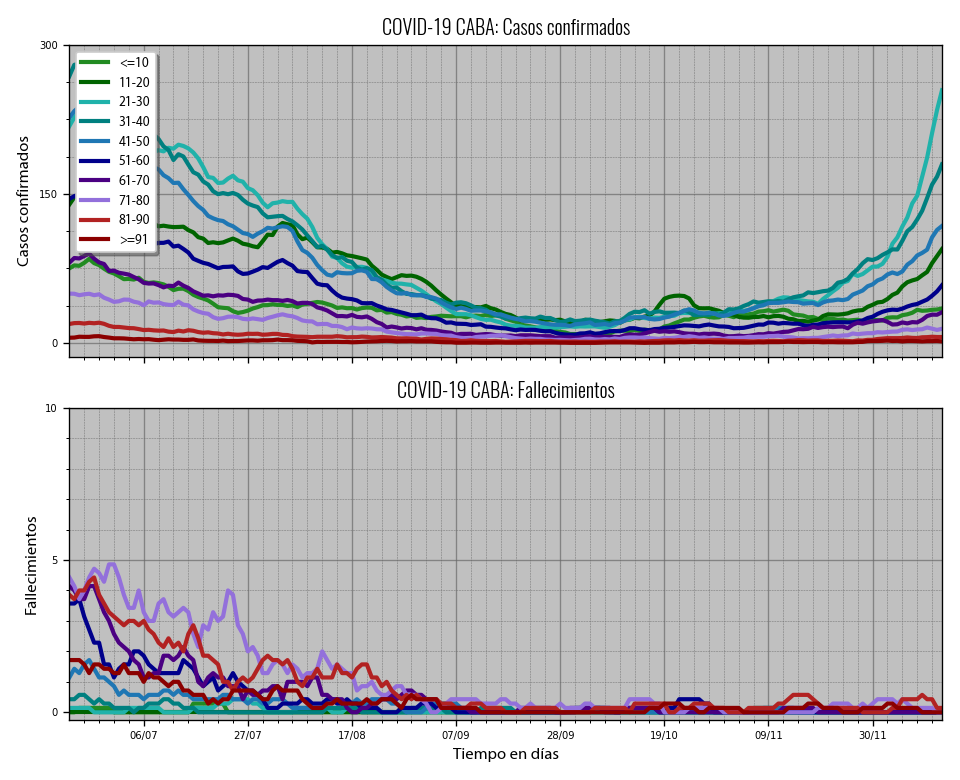 COVID-19 CABA: Casos confirmados
300
150
0
Casos confirmados
<=10
11-20
21-30
31-40
41-50
51-60
61-70
71-80
81-90
>=91
COVID-19 CABA: Fallecimientos
10
5
0
Fallecimientos
06/07 27/07 17/08 07/09 28/09 19/10 09/11 30/11
Tiempo en días